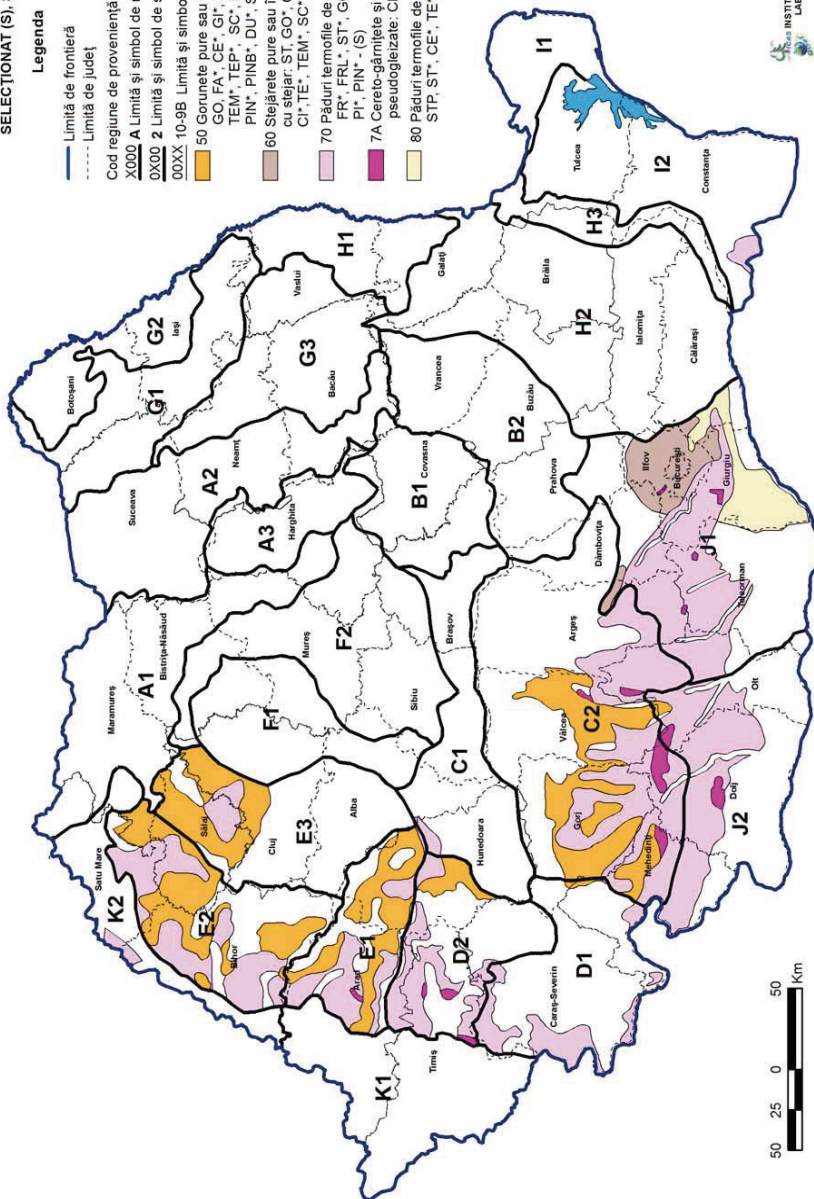 SELECȚIONAT (S), 
Legenda
Limită de frontieră
Limită de județ
Cod regiune de proveniență
X000 A Limită și simbol de r
0X00 2 Limită și simbol de s
00XX 10-9B Limită și simbo
50 Gorunete pure sau
GO, FA*, CE*, GI*,
TEM*, TEP*, SC*,
PIN*, PINB*, DU*, S
60 Stejărete pure sau î
cu stejar: ST, GO*, C
CI*,TE*, TEM*, SC*
70 Păduri termofile de
FR*, FRL*, ST*, G
PI*, PIN* - (S)
7A Cereto-gârnițete și
pseudogleizate: C
80 Păduri termofile de
STP, ST*, CE*, TE*
Botoșani
G2
Iași
G1
Suceava
Maramureș
Satu Mare
K2
A1
Bistrița-Năsăud
A2
Neamț
Vaslui
H1
G3
Bacău
A3
Harghita
Sălaj
F1
Mureș
F2
E2
Bihor
Cluj
E3
Alba
B1
Covasna
Vrancea
Galați
Arad
E1
Sibiu
Brașov
C1
Hunedoara
B2
Buzău
Prahova
Brăila
H2
H3
Tulcea
I1
I2
Constanța
K1
Timiș
D2
D1
Caraș-Severin
Vâlcea
C2
Gorj
Mehedinți
Argeș
Dâmbovița
Ilfov
București
Ialomița
Călărași
Giurgiu
J1
Teleorman
Olt
Dolj
J2
50 25 0 50
Km
ICAS INSTIT
LAB